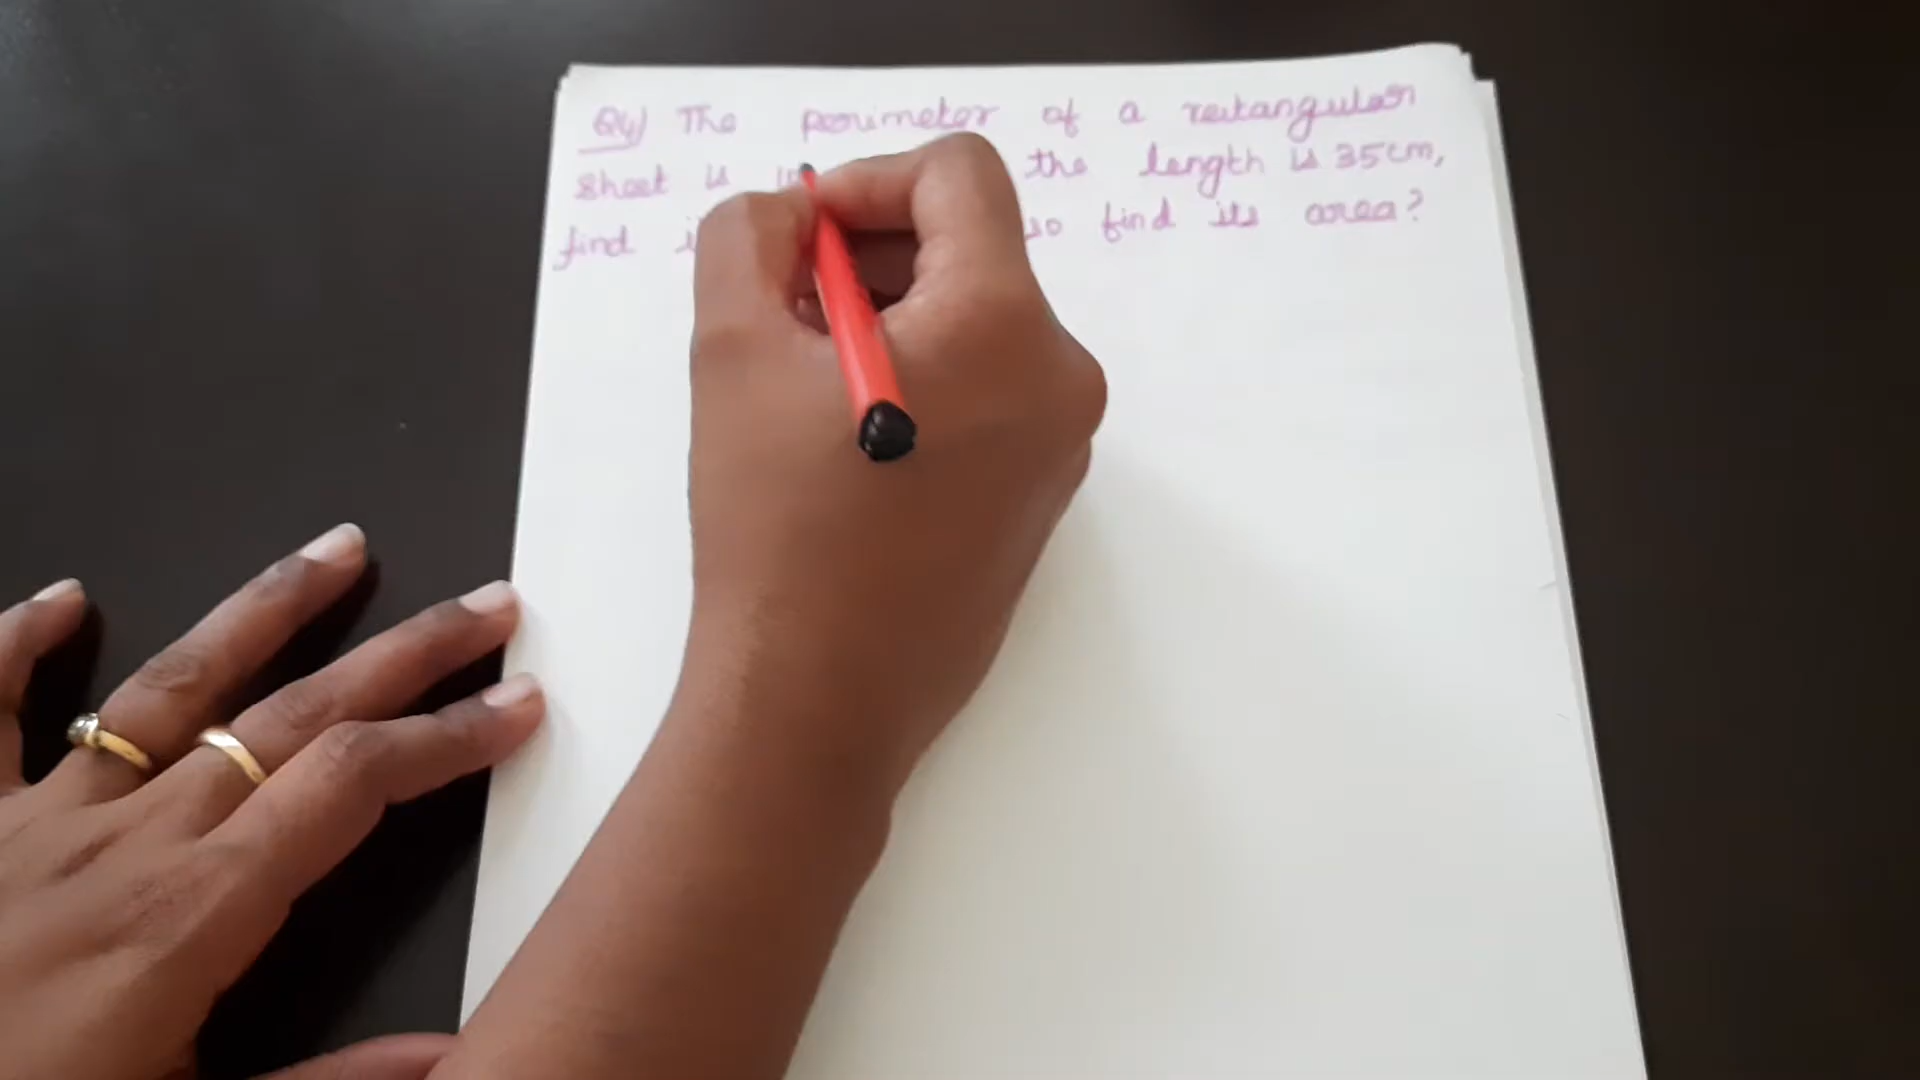 Q4) The perimeter of a rectangular
sheet is the length is 35cm,
find find its area?